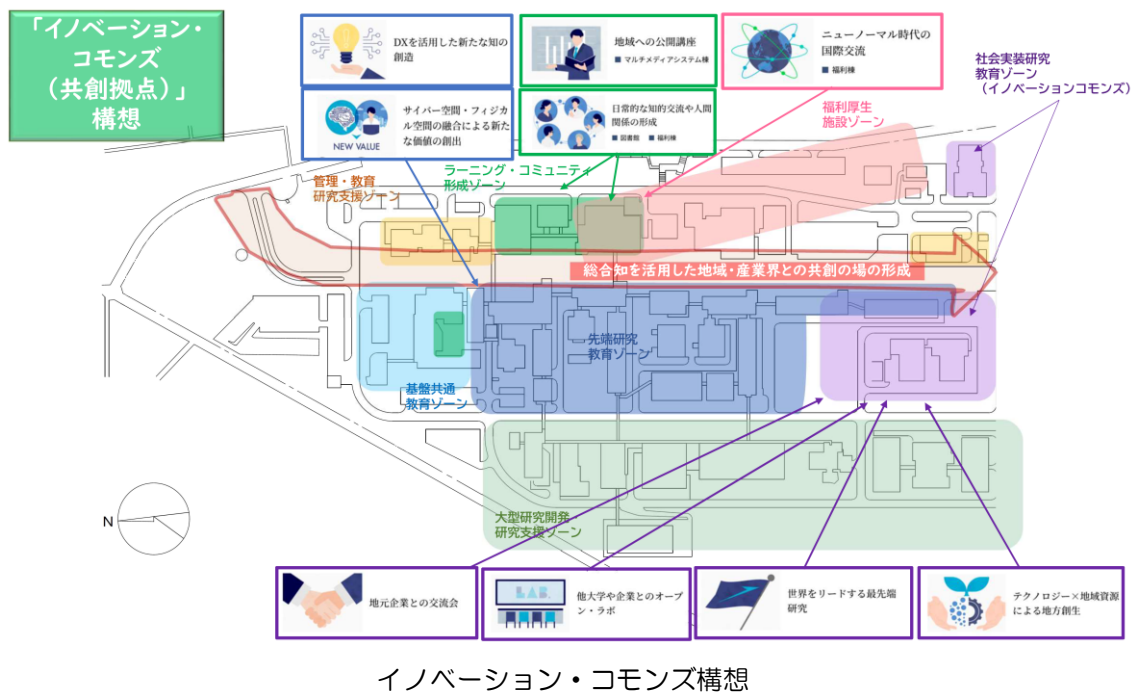 「イノベーション・
コモンズ
（共創拠点）」
構想
DXを活用した新たな知の
創造
サイバー空間・フィジカ
ル空間の融合による新た
な価値の創出
NEW VALUE
地域への公開講座
■ マルチメディアシステム棟
日常的な知的交流や人間
関係の形成
■ 図書館 ■ 福利棟
ニューノーマル時代の
国際交流
■ 福利棟
社会実装研究
教育ゾーン
（イノベーションコモンズ）
福利厚生
施設ゾーン
ラーニング・コミュニティ
形成ゾーン
管理・教育
研究支援ゾーン
総合知を活用した地域・産業界との共創の場の形成
先端研究
教育ゾーン
基盤共通
教育ゾーン
大型研究開発
研究支援ゾーン
N
地元企業との交流会
LAB.
他大学や企業とのオープ
ン・ラボ
世界をリードする最先端
研究
テクノロジー×地域資源
による地方創生
イノベーション・コモンズ構想